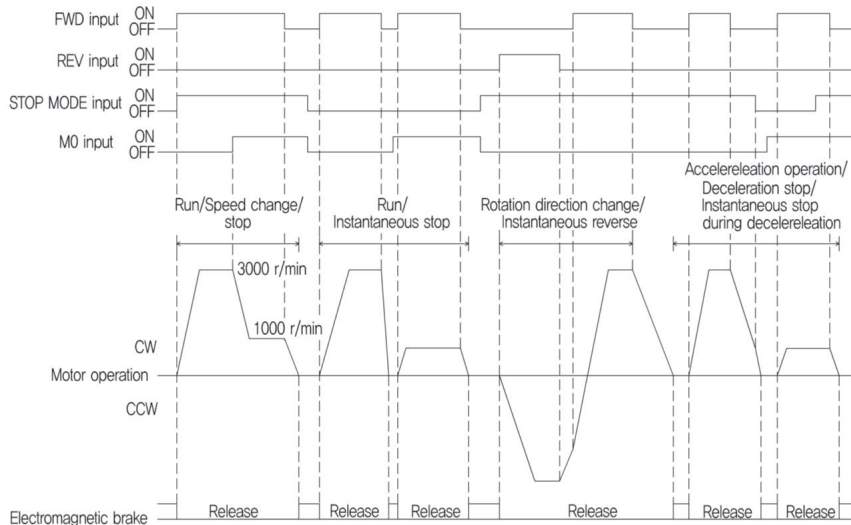 FWD input ON
OFF
REV input ON
OFF
STOP MODE input ON
OFF
M0 input ON
OFF
Run/Speed change/
stop
Run/
Instantaneous stop
Rotation direction change/
Instantaneous reverse
Accelereleation operation/
Deceleration stop/
Instantaneous stop
during decelereleation
3000 r/min
1000 r/min
CW
Motor operation
CCW
Electromagnetic brake
Release
Release
Release
Release
Release
Release